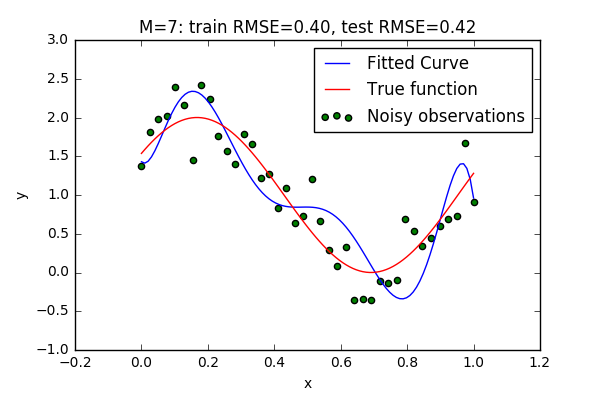 M=7: train RMSE=0.40, test RMSE=0.42
3.0
2.5
2.0
1.5
1.0
0.5
0.0
−0.5
−1.0
y
Fitted Curve
True function
Noisy observations
−0.2 0.0 0.2 0.4 0.6 0.8 1.0 1.2
x